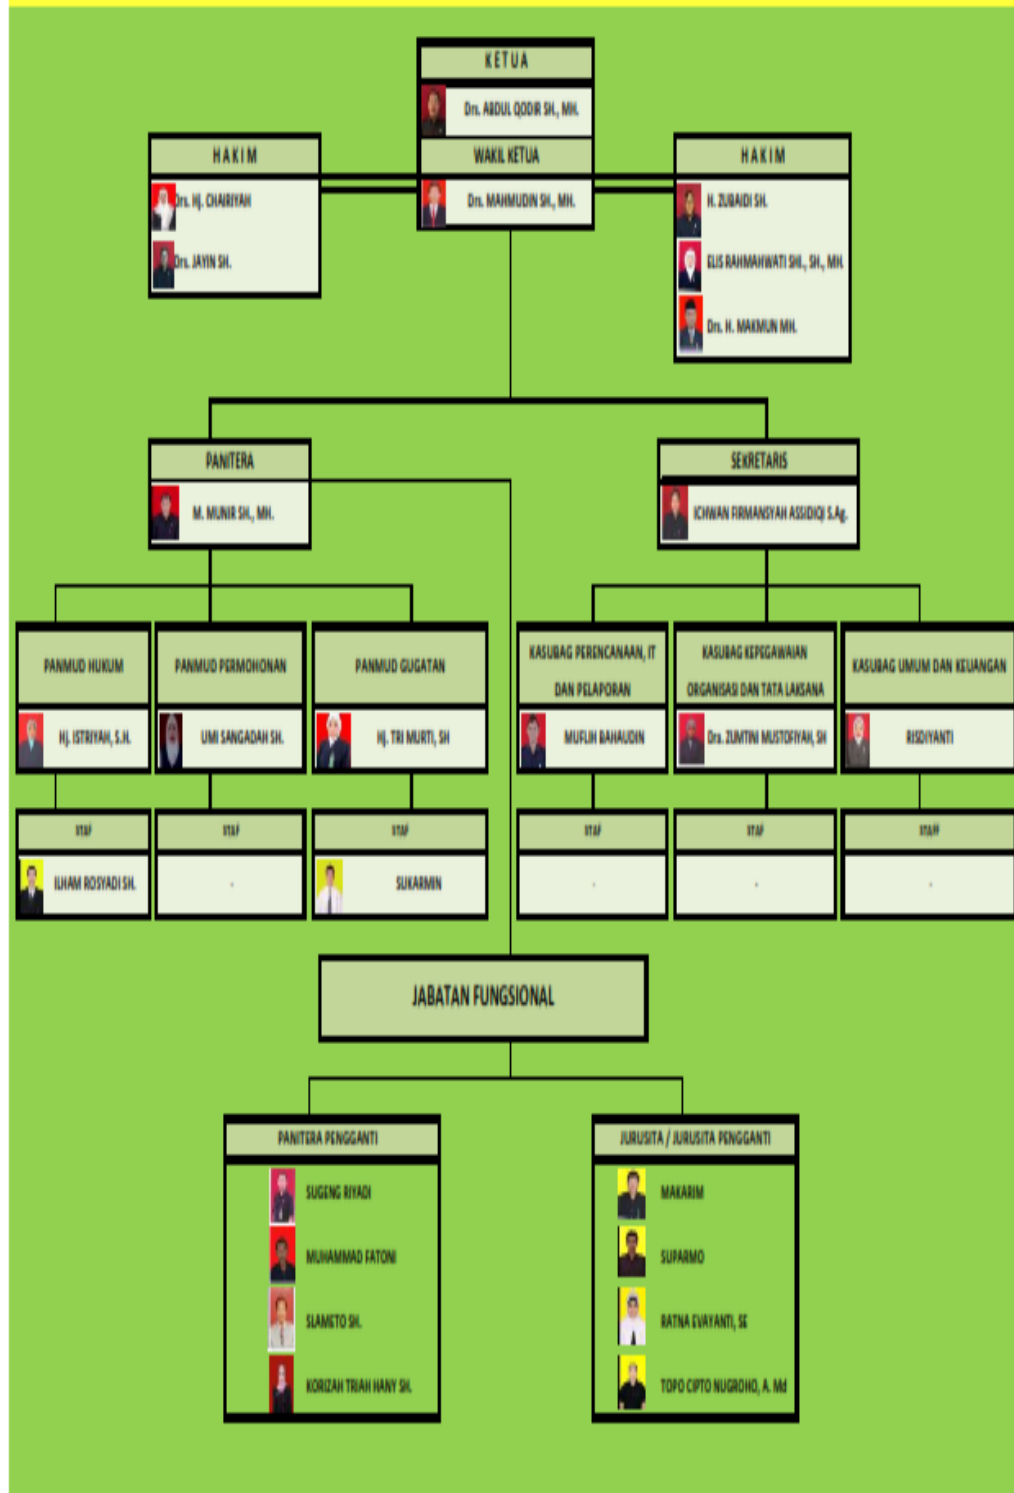 KETUA
Drs. ABDUL QODIR SH., MH.
WAKIL KETUA
Drs. MAHMUDIN SH., MH.
HAKIM
Drs. Hj. CHAIRIYAH
Drs. JAYIN SH.
HAKIM
H. ZUBAIDI SH.
ELIS RAHMAHWATI SHI., SH., MH.
Drs. H. MAKMUN MH.
PANITERA
M. MUNIR SH., MH.
SEKRETARIS
ICHWAN FIRMANSYAH ASSIDIQI S.Ag.
PANMUD HUKUM
Hj. ISTRIYAH, S.H.
PANMUD PERMOHONAN
UMI SANGADAH SH.
PANMUD GUGATAN
Hj. TRI MURTI, SH
KASUBAG PERENCANAAN, IT
DAN PELAPORAN
MUFLIH BAHAUDIN
KASUBAG KEPEGAWAIAN
ORGANISASI DAN TATA LAKSANA
Dra. ZUMTINI MUSTOFIYAH, SH
KASUBAG UMUM DAN KEUANGAN
RISDIYANTI
STAF
ILHAM ROSYADI SH.
STAF
-
STAF
SUKARMIN
STAF
-
STAF
-
STAFF
-
JABATAN FUNGSIONAL
PANITERA PENGGANTI
SUGENG RIYADI
MUHAMMAD FATONI
SLAMETO SH.
KORIZAH TRIAH HANY SH.
JURUSITA / JURUSITA PENGGANTI
MAKARIM
SUPARMO
RATNA EVAYANTI, SE
TOPO CIPTO NUGROHO, A. Md